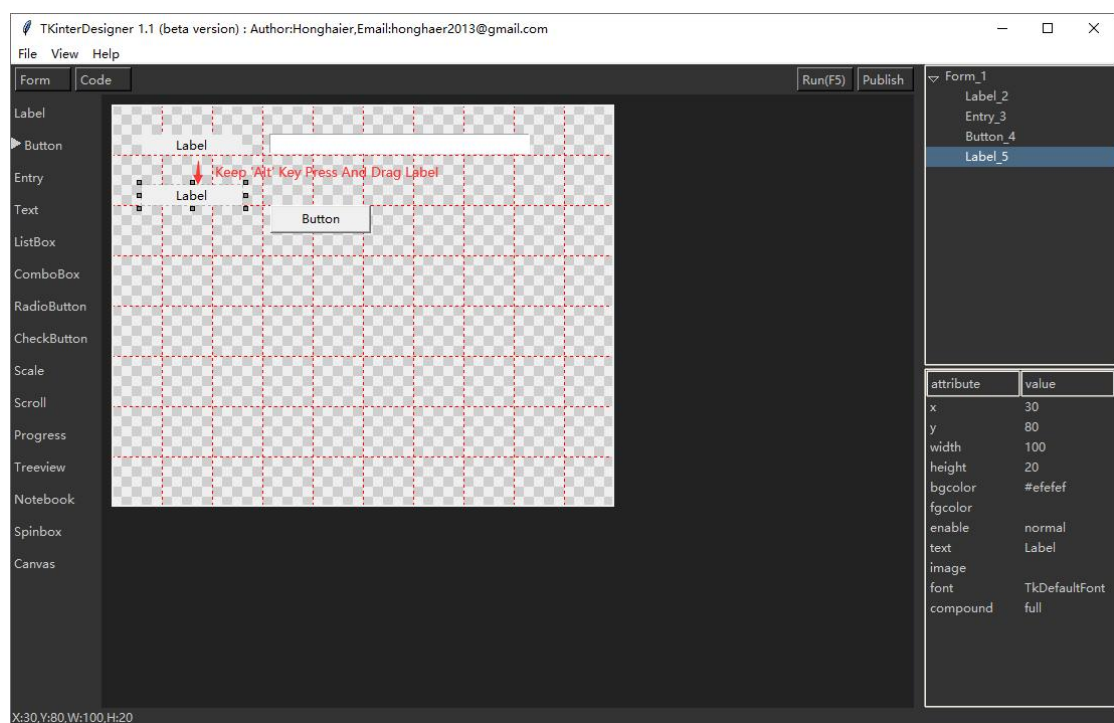 TKinterDesigner 1.1 (beta version) : Author:Honghaier,Email:honghaer2013@gmail.com
File View Help
Form Code Run(F5) Publish
Label
Button
Entry
Text
ListBox
ComboBox
RadioButton
CheckButton
Scale
Scroll
Progress
Treeview
Notebook
Spinbox
Canvas
Label
Keep 'Alt' Key Press And Drag Label
Label
Button
Form_1
Label_2
Entry_3
Button_4
Label_5
attribute value
x 30
y 80
width 100
height 20
bgcolor #efefef
fgcolor
enable normal
text Label
image
font TkDefaultFont
compound full
X:30,Y:80,W:100,H:20